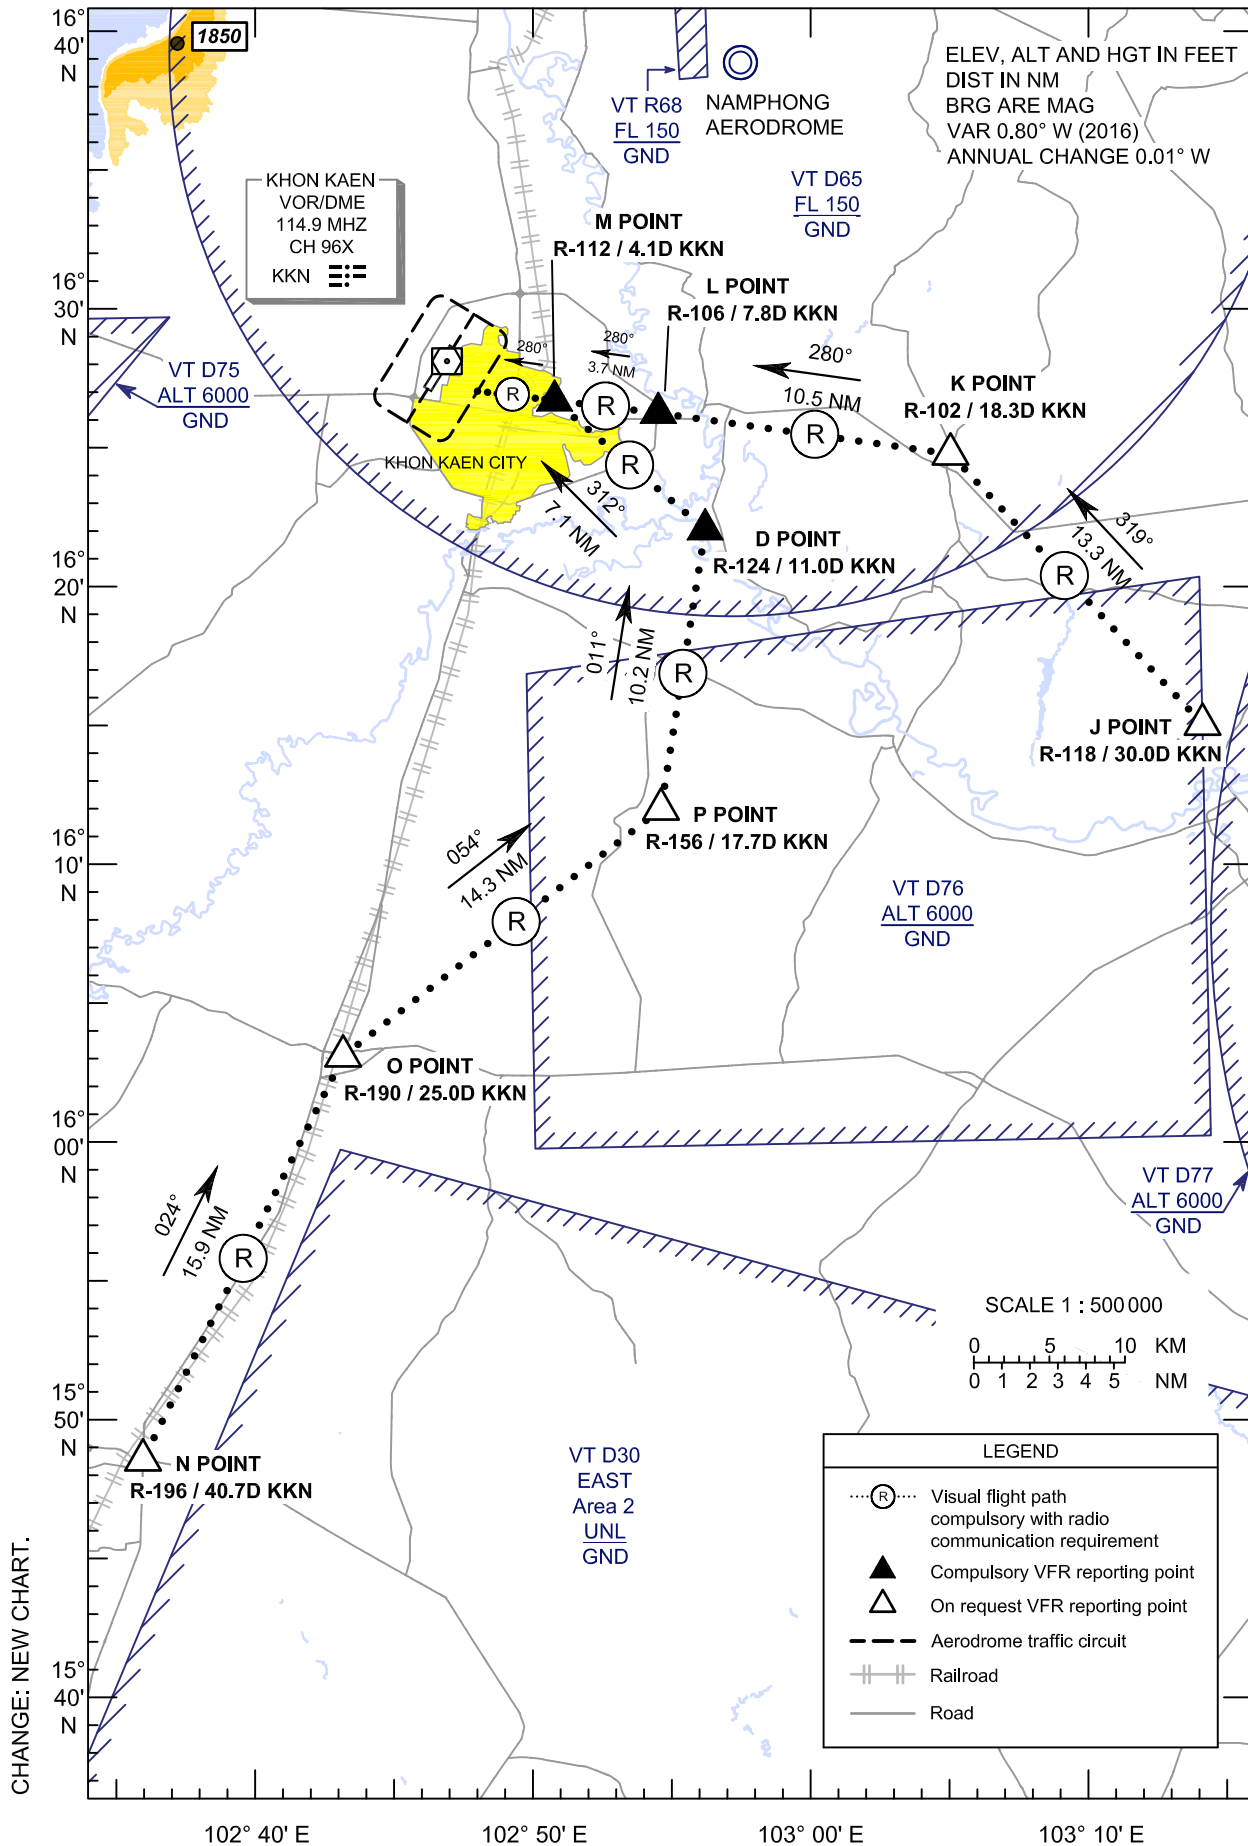 16°
40'
N
1850
ELEV, ALT AND HGT IN FEET
DIST IN NM
BRG ARE MAG
VAR 0.80° W (2016)
ANNUAL CHANGE 0.01° W
VT R68
FL 150
GND
NAMPHONG
AERODROME
KHON KAEN
VOR/DME
114.9 MHZ
CH 96X
KKN
VT D65
FL 150
GND
M POINT
R-112 / 4.1D KKN
L POINT
R-106 / 7.8D KKN
16°
30'
N
280°
280°
3.7 NM
280°
10.5 NM
VT D75
ALT 6000
GND
K POINT
R-102 / 18.3D KKN
R
R
R
R
KHON KAEN CITY
312°
7.1 NM
319°
13.3 NM
D POINT
R-124 / 11.0D KKN
16°
20'
N
R
011°
10.2 NM
R
J POINT
R-118 / 30.0D KKN
P POINT
R-156 / 17.7D KKN
16°
10'
N
054°
14.3 NM
R
VT D76
ALT 6000
GND
O POINT
R-190 / 25.0D KKN
16°
00'
N
VT D77
ALT 6000
GND
024°
15.9 NM
R
SCALE 1 : 500 000
0 5 10 KM
0 1 2 3 4 5 NM
15°
50'
N
N POINT
R-196 / 40.7D KKN
VT D30
EAST
Area 2
UNL
GND
LEGEND
R Visual flight path
compulsory with radio
communication requirement
Compulsory VFR reporting point
On request VFR reporting point
Aerodrome traffic circuit
Railroad
Road
15°
40'
N
CHANGE: NEW CHART.
102° 40' E
102° 50' E
103° 00' E
103° 10' E